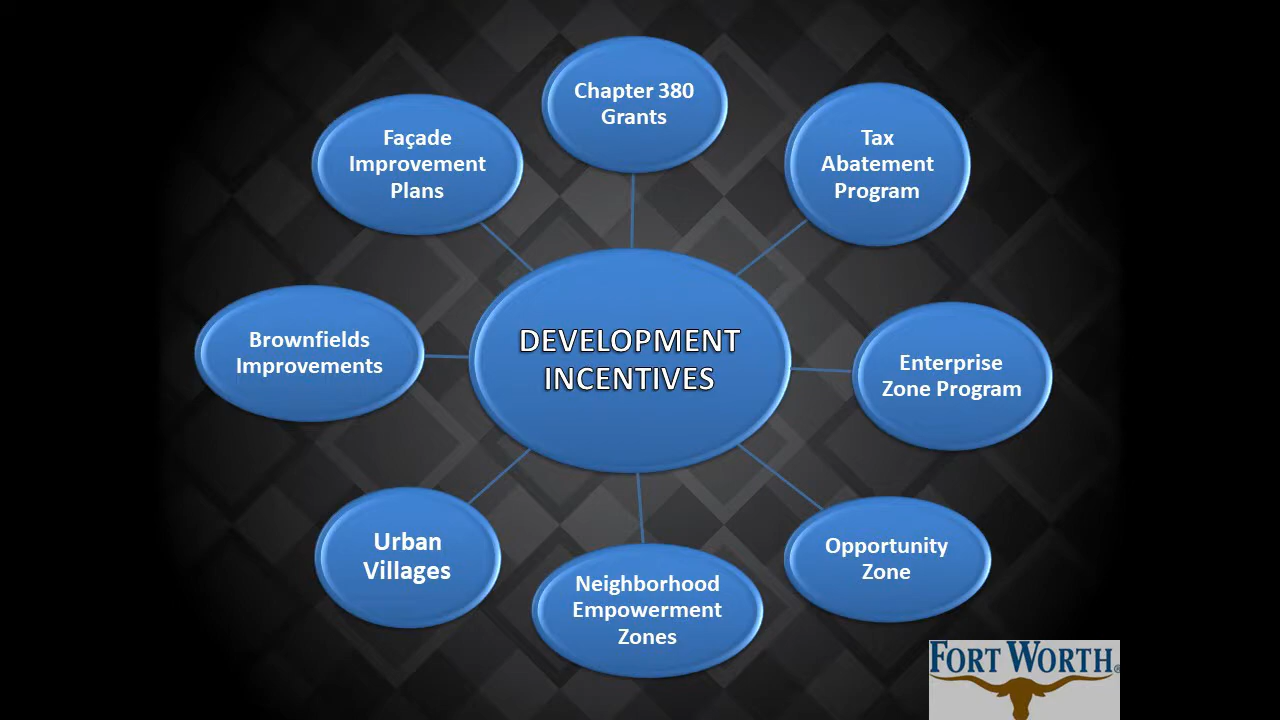 Chapter 380
Grants
Tax
Abatement
Program
Façade
Improvement
Plans
DEVELOPMENT
INCENTIVES
Brownfields
Improvements
Enterprise
Zone Program
Urban
Villages
Opportunity
Zone
Neighborhood
Empowerment
Zones
FORT WORTH®